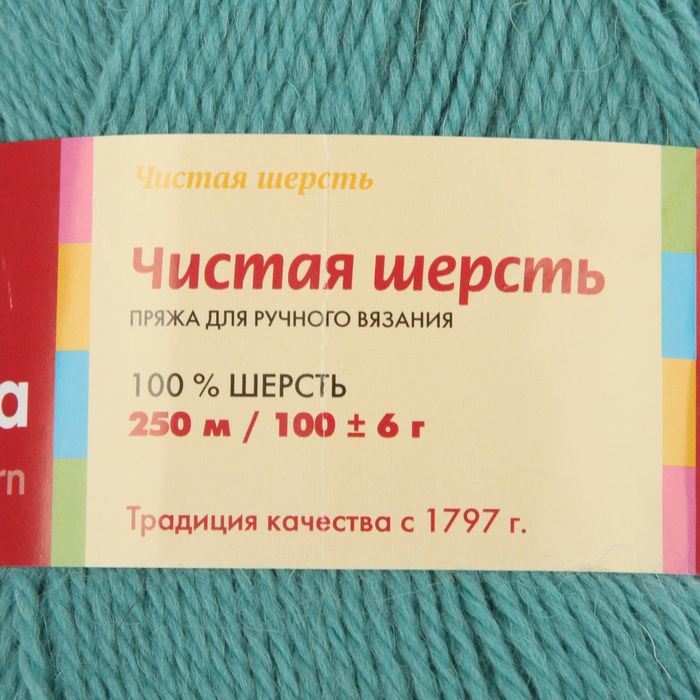 Чистая шерсть
Чистая шерсть
ПРЯЖА ДЛЯ РУЧНОГО ВЯЗАНИЯ
100 % ШЕРСТЬ
250 м / 100 ± 6 г
Традиция качества с 1797 г.